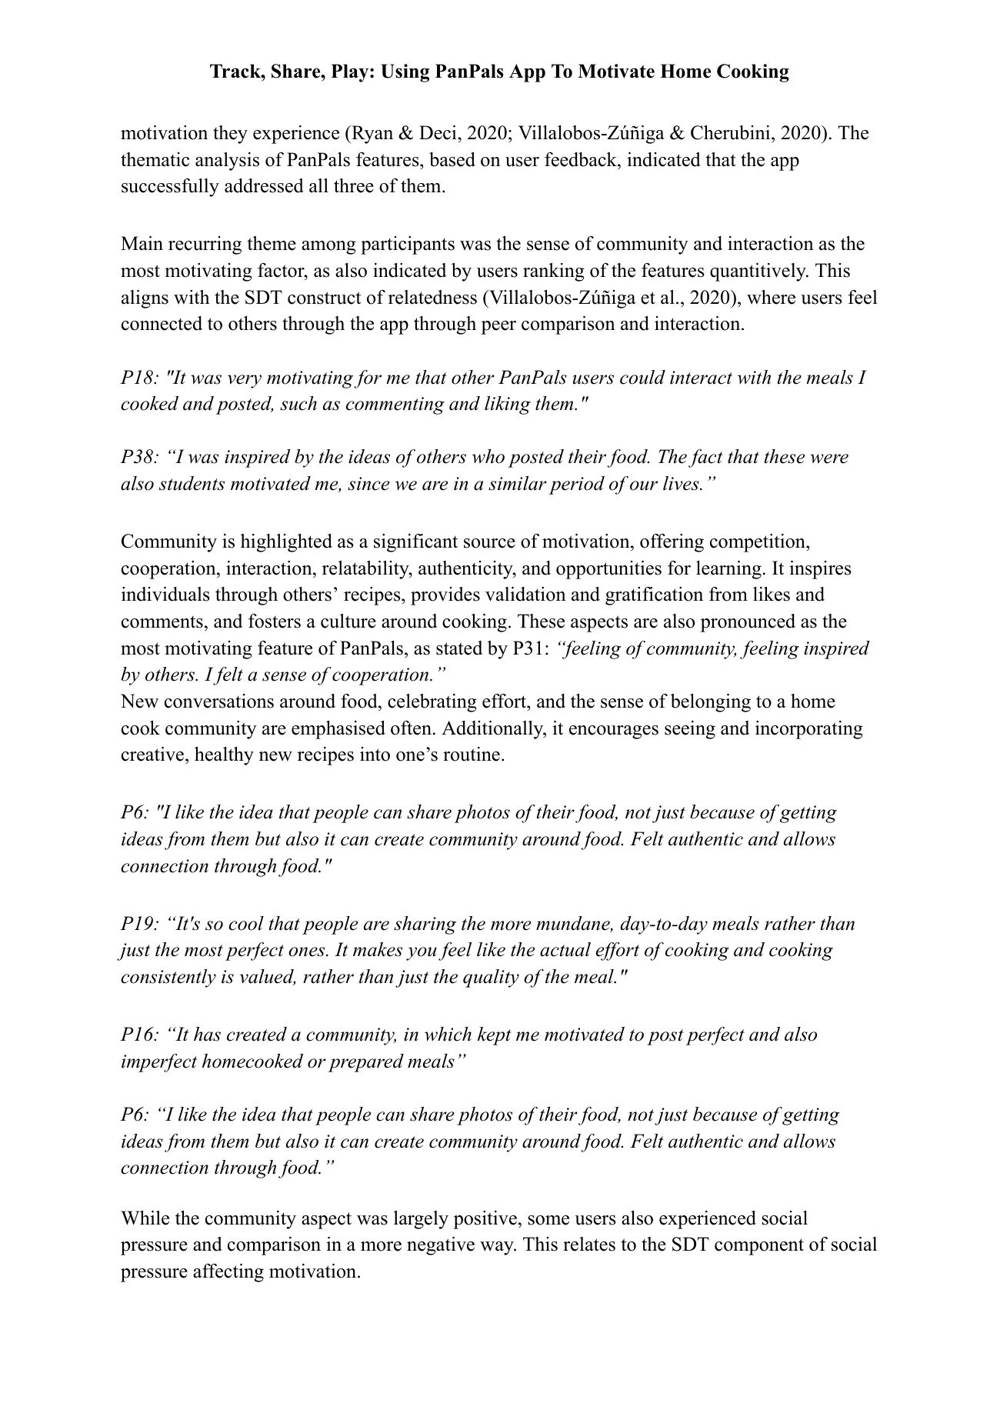 Track, Share, Play: Using PanPals App To Motivate Home Cooking
motivation they experience (Ryan & Deci, 2020; Villalobos-Zúñiga & Cherubini, 2020). The
thematic analysis of PanPals features, based on user feedback, indicated that the app
successfully addressed all three of them.
Main recurring theme among participants was the sense of community and interaction as the
most motivating factor, as also indicated by users ranking of the features quantitively. This
aligns with the SDT construct of relatedness (Villalobos-Zúñiga et al., 2020), where users feel
connected to others through the app through peer comparison and interaction.
P18: "It was very motivating for me that other PanPals users could interact with the meals I
cooked and posted, such as commenting and liking them."
P38: “I was inspired by the ideas of others who posted their food. The fact that these were
also students motivated me, since we are in a similar period of our lives.”
Community is highlighted as a significant source of motivation, offering competition,
cooperation, interaction, relatability, authenticity, and opportunities for learning. It inspires
individuals through others’ recipes, provides validation and gratification from likes and
comments, and fosters a culture around cooking. These aspects are also pronounced as the
most motivating feature of PanPals, as stated by P31: “feeling of community, feeling inspired
by others. I felt a sense of cooperation.”
New conversations around food, celebrating effort, and the sense of belonging to a home
cook community are emphasised often. Additionally, it encourages seeing and incorporating
creative, healthy new recipes into one’s routine.
P6: "I like the idea that people can share photos of their food, not just because of getting
ideas from them but also it can create community around food. Felt authentic and allows
connection through food."
P19: “It's so cool that people are sharing the more mundane, day-to-day meals rather than
just the most perfect ones. It makes you feel like the actual effort of cooking and cooking
consistently is valued, rather than just the quality of the meal."
P16: “It has created a community, in which kept me motivated to post perfect and also
imperfect homecooked or prepared meals”
P6: “I like the idea that people can share photos of their food, not just because of getting
ideas from them but also it can create community around food. Felt authentic and allows
connection through food.”
While the community aspect was largely positive, some users also experienced social
pressure and comparison in a more negative way. This relates to the SDT component of social
pressure affecting motivation.